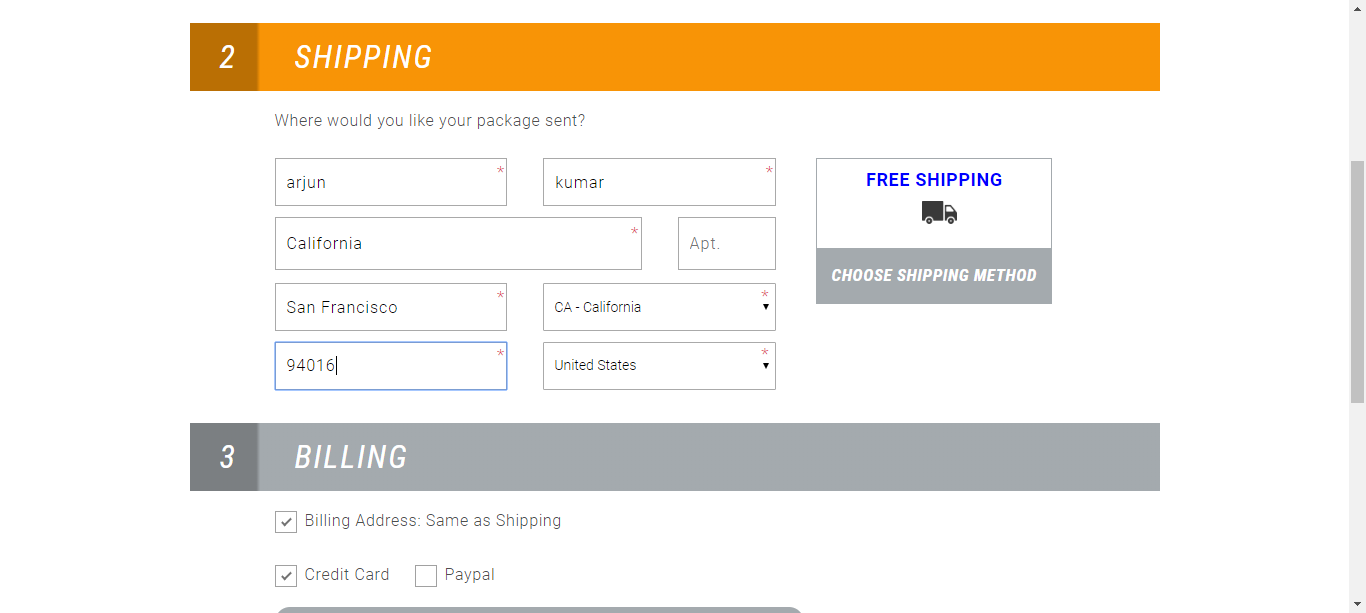 2 SHIPPING
Where would you like your package sent?
arjun * kumar *
FREE SHIPPING
California * Apt.
CHOOSE SHIPPING METHOD
San Francisco * CA - California *
94016 * United States *
3 BILLING
Billing Address: Same as Shipping
Credit Card Paypal